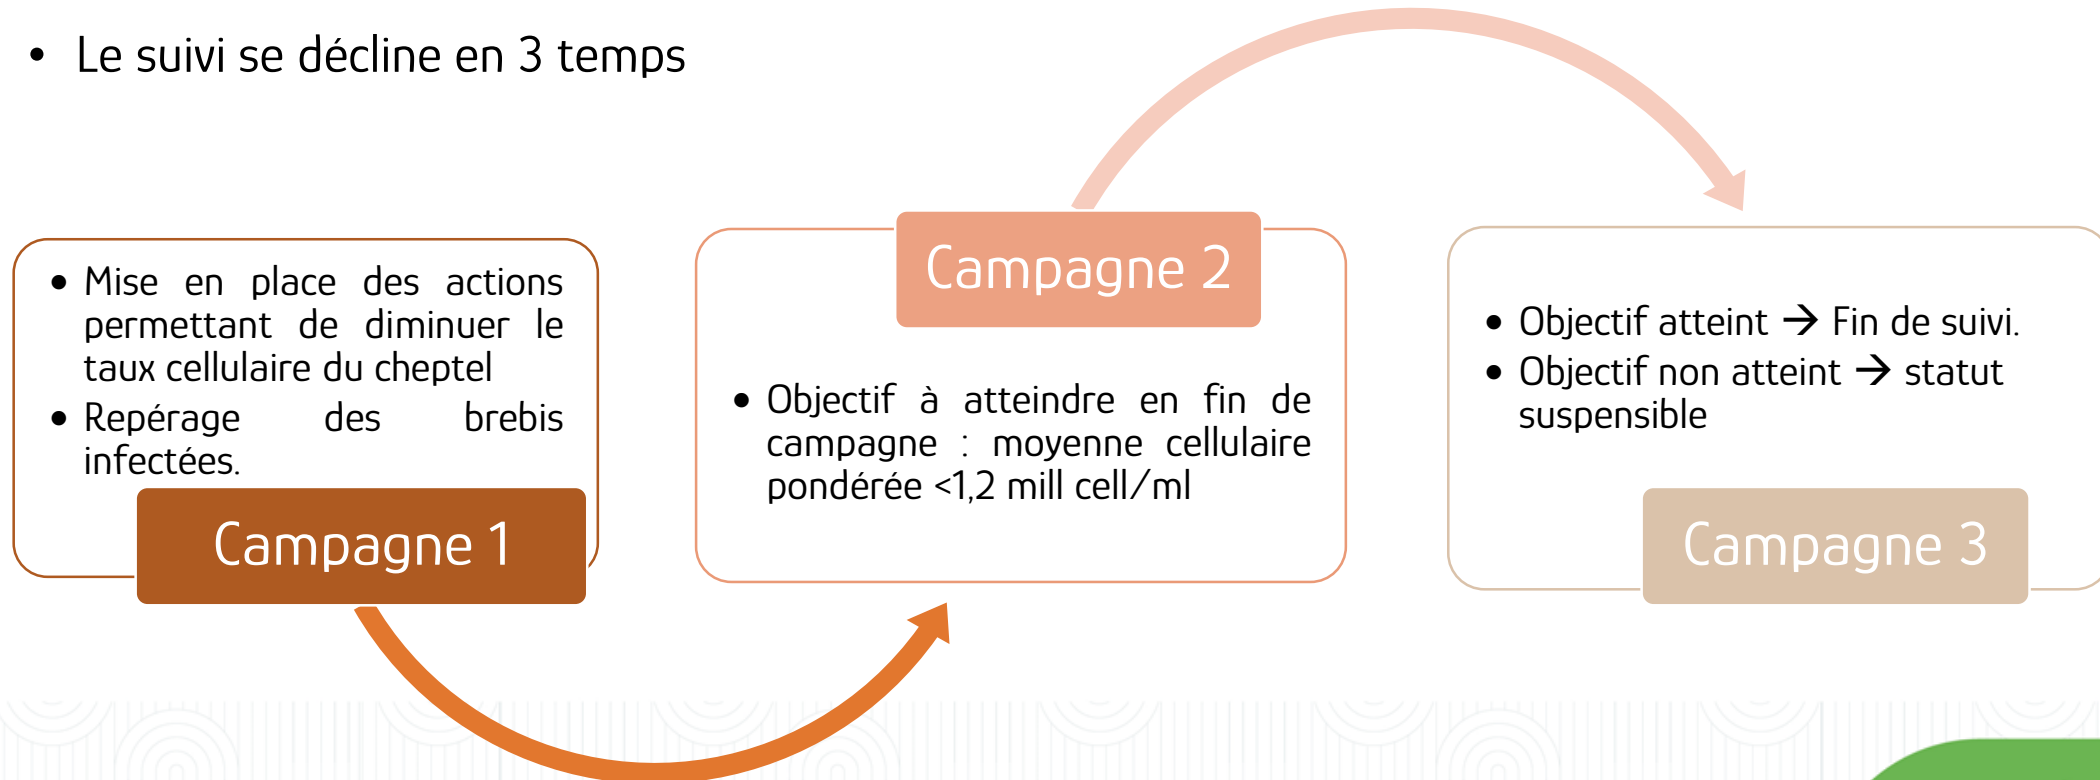 • Le suivi se décline en 3 temps
• Mise en place des actions
permettant de diminuer le
taux cellulaire du cheptel
• Repérage des brebis
infectées.
Campagne 1
Campagne 2
• Objectif à atteindre en fin de
campagne : moyenne cellulaire
pondérée <1,2 mill cell/ml
• Objectif atteint → Fin de suivi.
• Objectif non atteint → statut
suspensible
Campagne 3